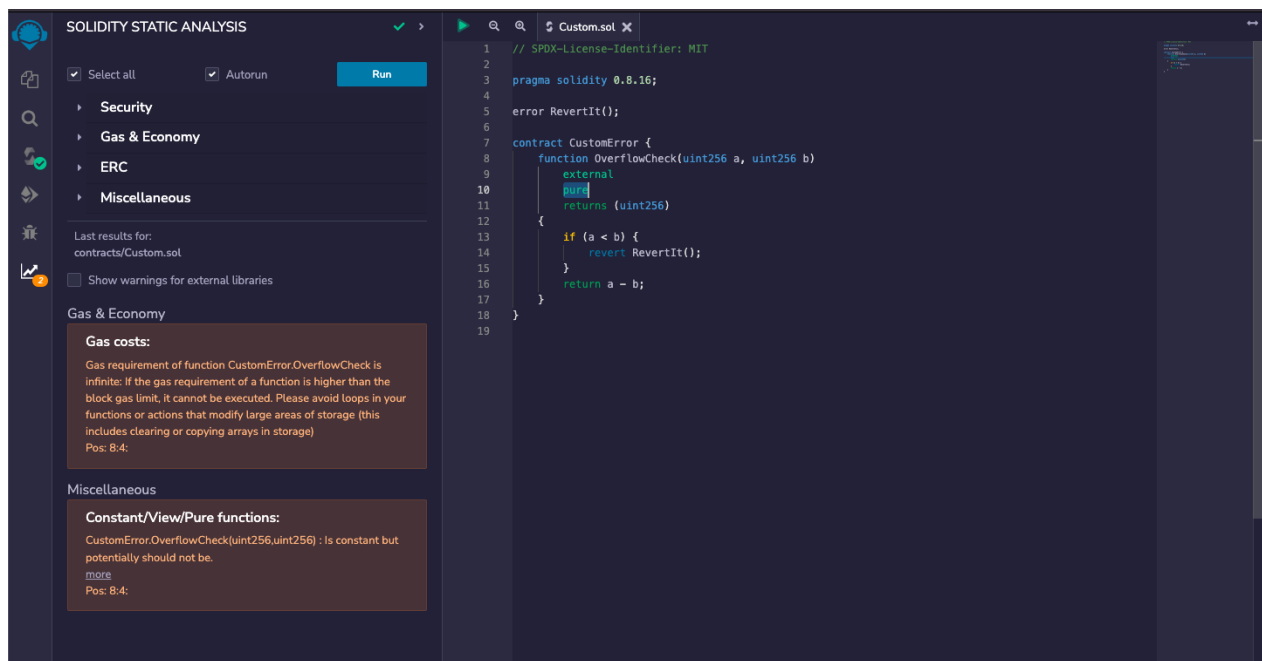 SOLIDITY STATIC ANALYSIS
Select all
Autorun
Run
Security
Gas & Economy
ERC
Miscellaneous
Last results for:
contracts/Custom.sol
Show warnings for external libraries
Gas & Economy
Gas costs:
Gas requirement of function CustomError.OverflowCheck is
infinite: If the gas requirement of a function is higher than the
block gas limit, it cannot be executed. Please avoid loops in your
functions or actions that modify large areas of storage (this
includes clearing or copying arrays in storage)
Pos: 8:4:
Miscellaneous
Constant/View/Pure functions:
CustomError.OverflowCheck(uint256,uint256) : Is constant but
potentially should not be.
more
Pos: 8:4:
2
Custom.sol
1 // SPDX-License-Identifier: MIT
2
3 pragma solidity 0.8.16;
4
5 error RevertIt();
6
7 contract CustomError {
8     function OverflowCheck(uint256 a, uint256 b)
9         external
10         pure
11         returns (uint256)
12     {
13         if (a < b) {
14             revert RevertIt();
15         }
16         return a - b;
17     }
18 }
19